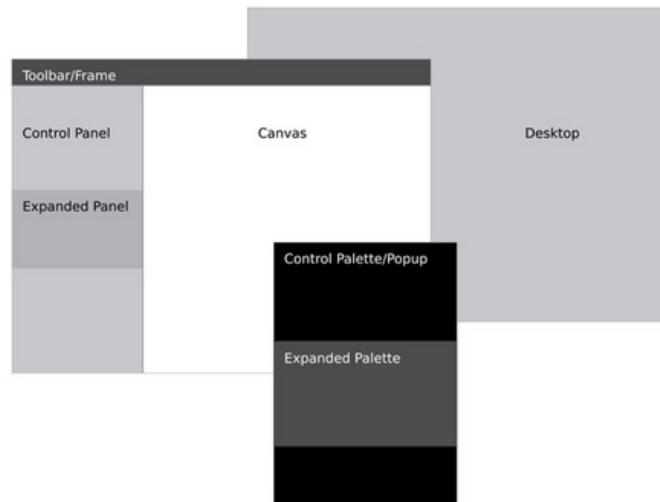 Toolbar/Frame
Control Panel
Canvas
Desktop
Expanded Panel
Control Palette/Popup
Expanded Palette